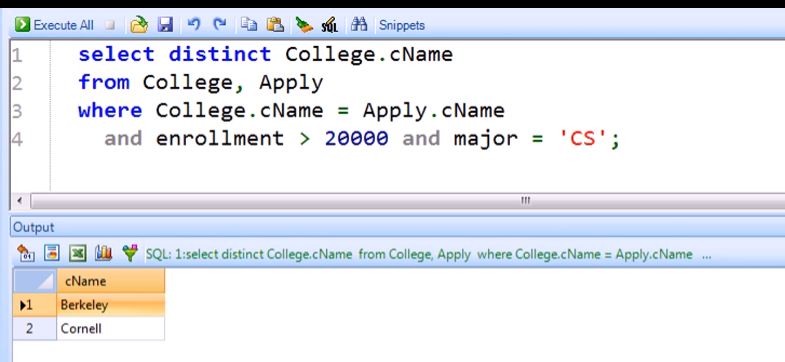 Execute All Snippets
1 select distinct College.cName
2 from College, Apply
3 where College.cName = Apply.cName
4 and enrollment > 20000 and major = 'CS';
Output
SQL: 1:select distinct College.cName from College, Apply where College.cName = Apply.cName ...
cName
1 Berkeley
2 Cornell